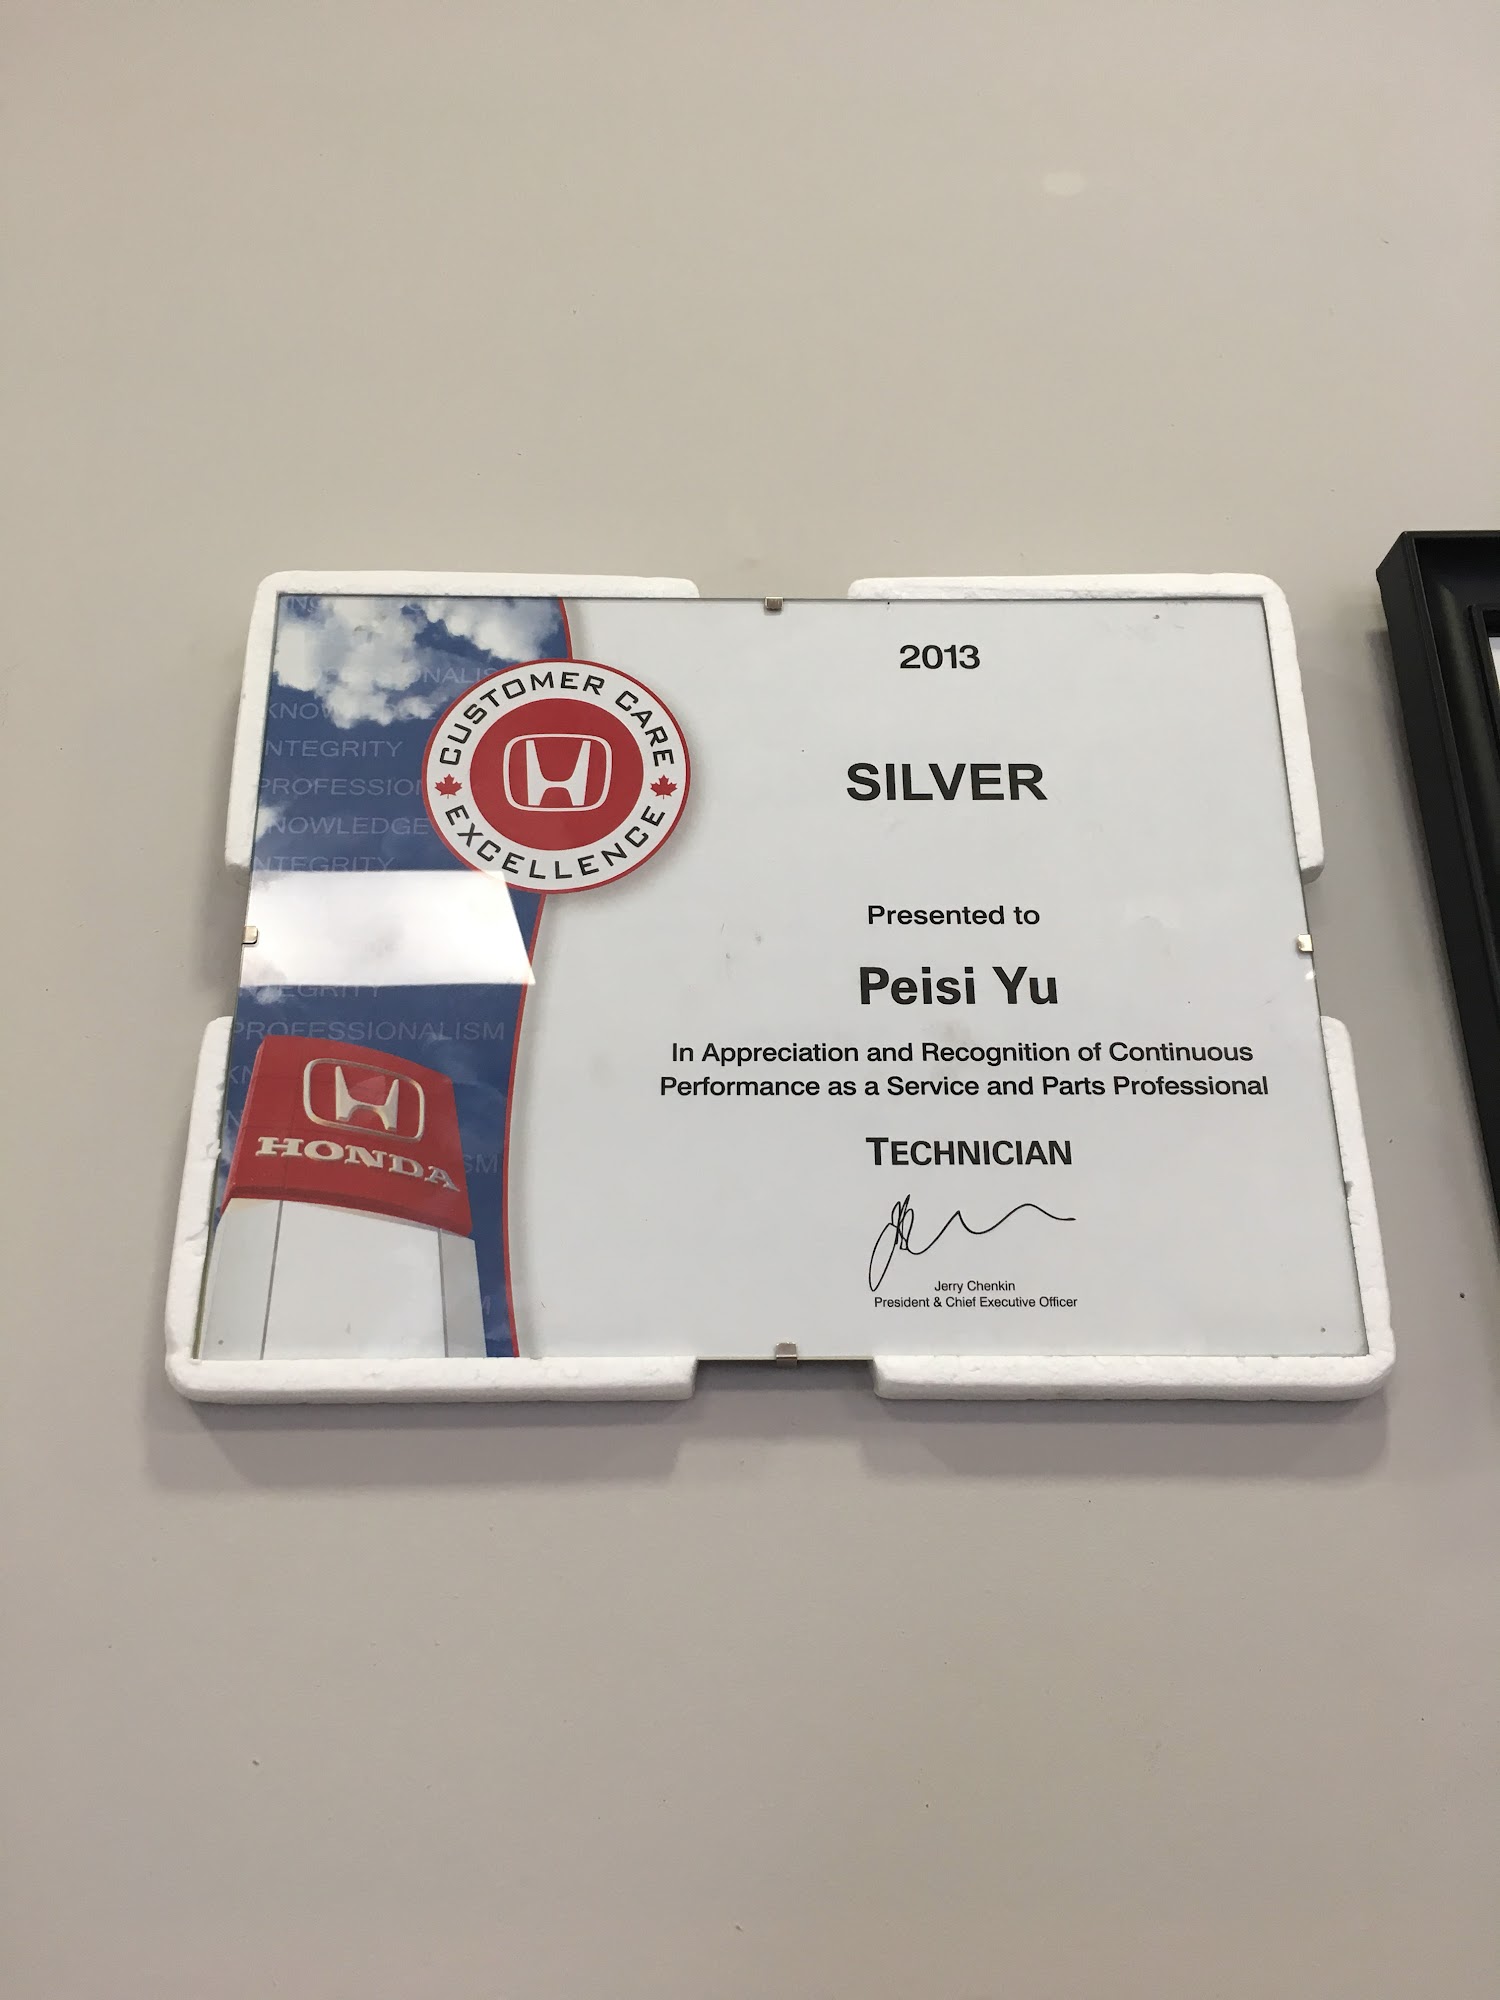 CUSTOMER CARE
EXCELLENCE
PROFESSIONALISM
KNOWLEDGE
INTEGRITY
HONDA
2013
SILVER
Presented to
Peisi Yu
In Appreciation and Recognition of Continuous
Performance as a Service and Parts Professional
TECHNICIAN
Jerry Chenkin
President & Chief Executive Officer